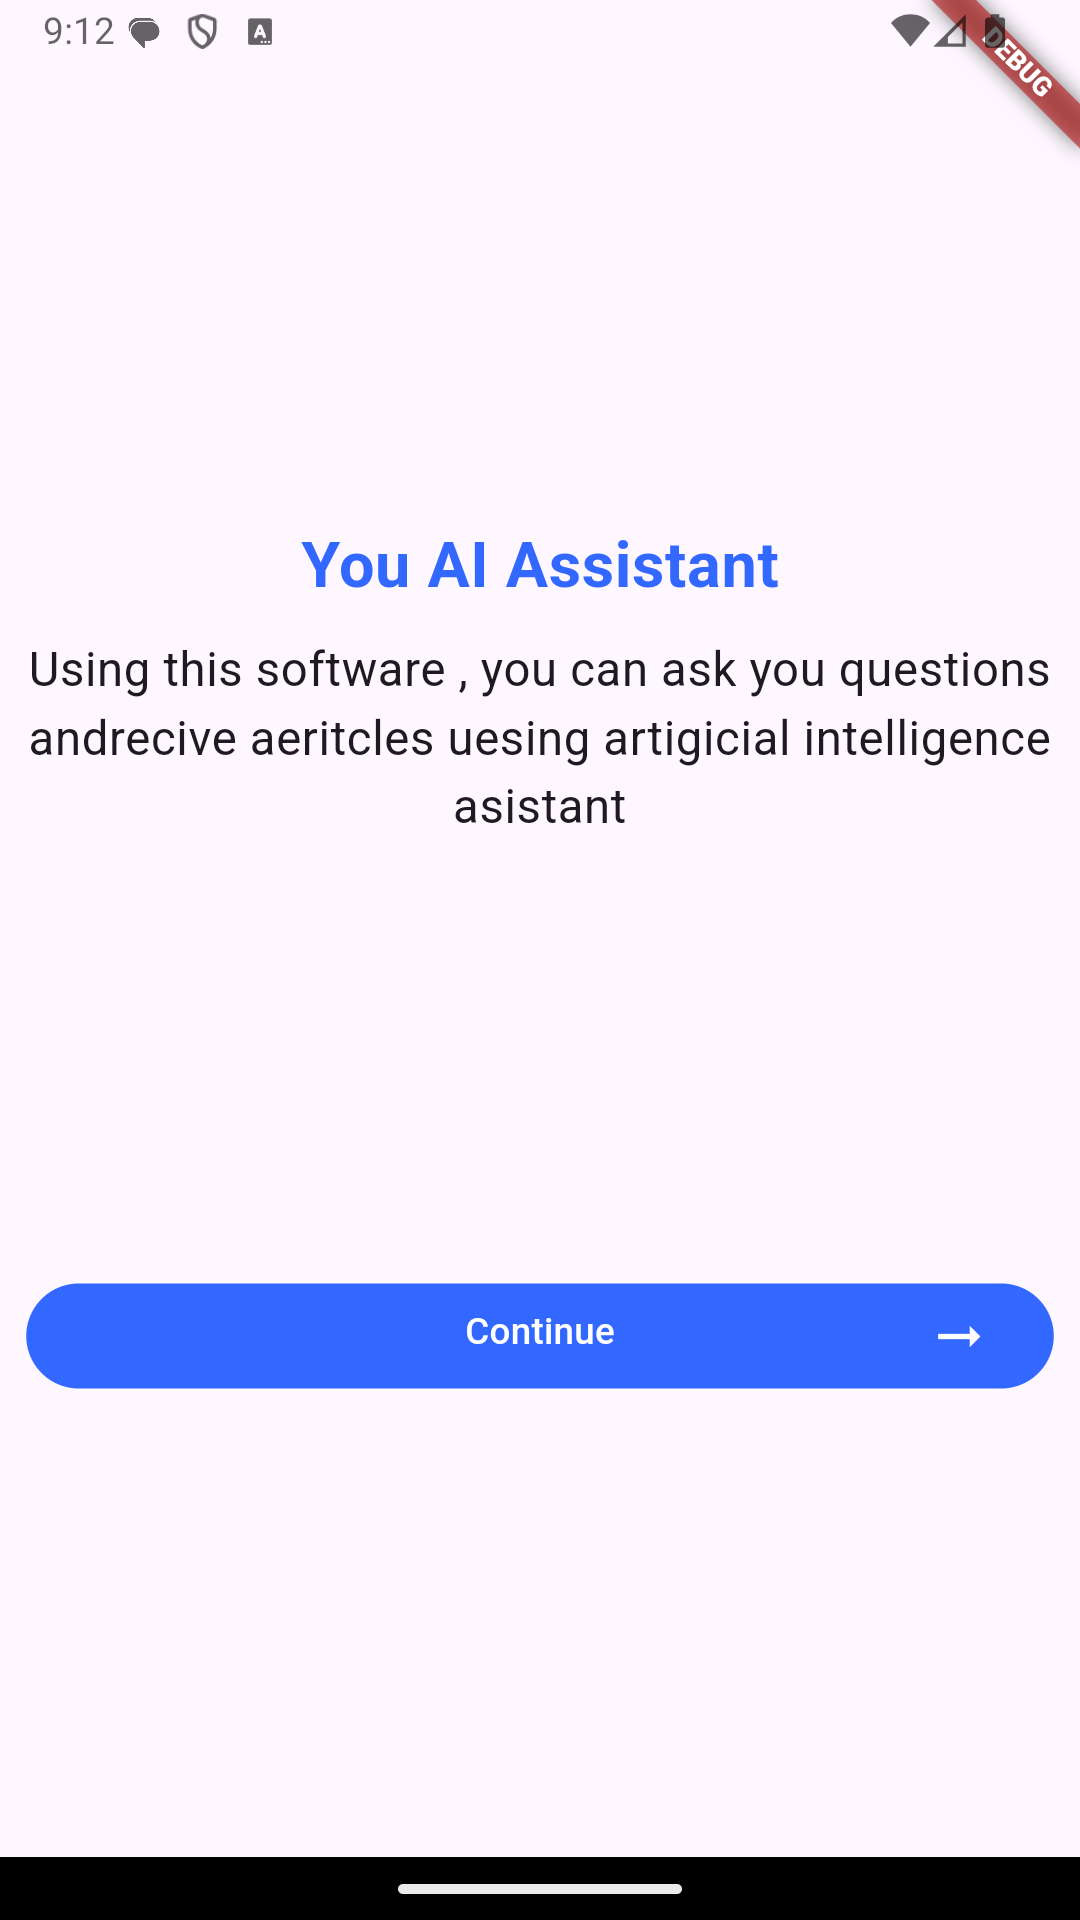 9:12
DEBUG
You AI Assistant
Using this software , you can ask you questions
andrecive aeritcles uesing artigicial intelligence
asistant
Continue